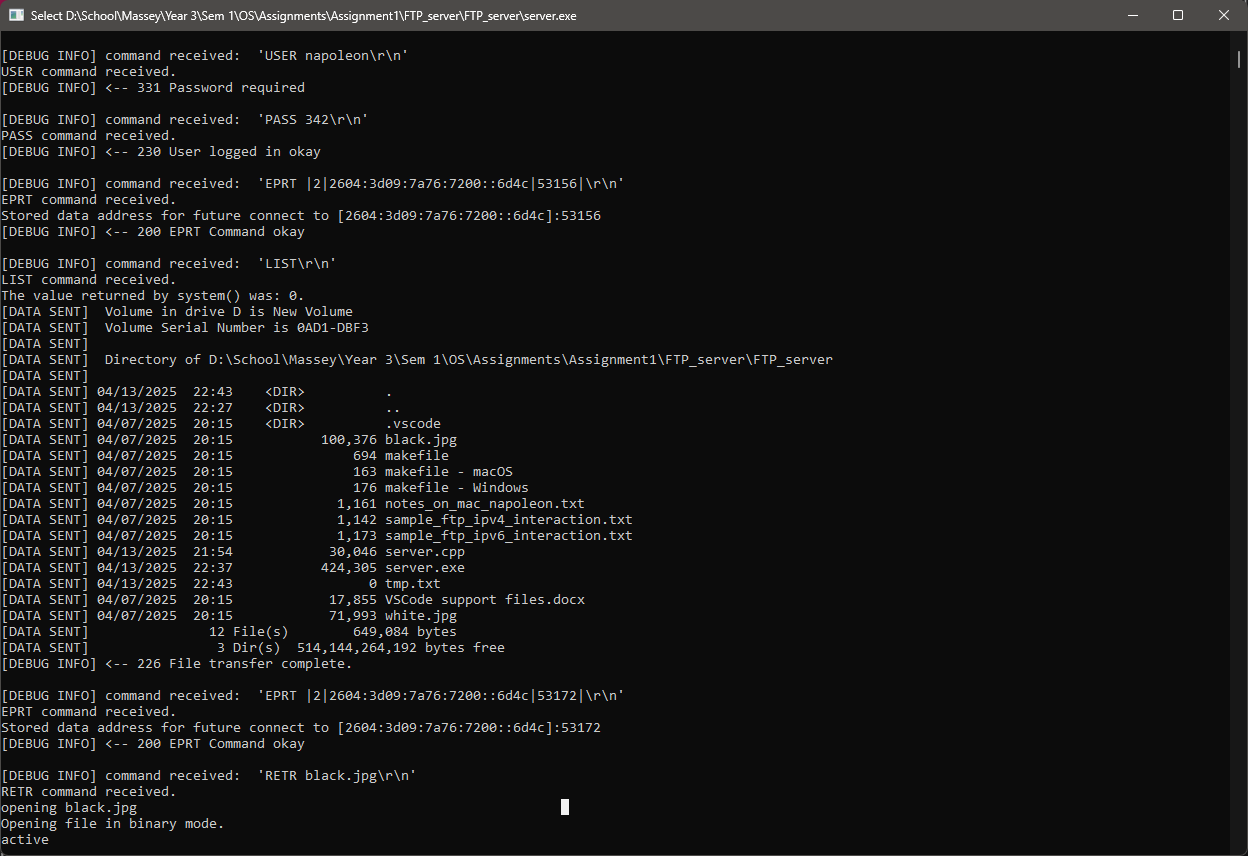 Select D:\School\Massey\Year 3\Sem 1\OS\Assignments\Assignment1\FTP_server\FTP_server\server.exe
[DEBUG INFO] command received:  'USER napoleon\r\n'
USER command received.
[DEBUG INFO] <-- 331 Password required
[DEBUG INFO] command received:  'PASS 342\r\n'
PASS command received.
[DEBUG INFO] <-- 230 User logged in okay
[DEBUG INFO] command received:  'EPRT |2|2604:3d09:7a76:7200::6d4c|53156|\r\n'
EPRT command received.
Stored data address for future connect to [2604:3d09:7a76:7200::6d4c]:53156
[DEBUG INFO] <-- 200 EPRT Command okay
[DEBUG INFO] command received:  'LIST\r\n'
LIST command received.
The value returned by system() was: 0.
[DATA SENT]  Volume in drive D is New Volume
[DATA SENT]  Volume Serial Number is 0AD1-DBF3
[DATA SENT]
[DATA SENT]  Directory of D:\School\Massey\Year 3\Sem 1\OS\Assignments\Assignment1\FTP_server\FTP_server
[DATA SENT]
[DATA SENT] 04/13/2025  22:43    <DIR>          .
[DATA SENT] 04/13/2025  22:27    <DIR>          ..
[DATA SENT] 04/07/2025  20:15    <DIR>          .vscode
[DATA SENT] 04/07/2025  20:15           100,376 black.jpg
[DATA SENT] 04/07/2025  20:15               694 makefile
[DATA SENT] 04/07/2025  20:15               163 makefile - macOS
[DATA SENT] 04/07/2025  20:15               176 makefile - Windows
[DATA SENT] 04/07/2025  20:15             1,161 notes_on_mac_napoleon.txt
[DATA SENT] 04/07/2025  20:15             1,142 sample_ftp_ipv4_interaction.txt
[DATA SENT] 04/07/2025  20:15             1,173 sample_ftp_ipv6_interaction.txt
[DATA SENT] 04/13/2025  21:54            30,046 server.cpp
[DATA SENT] 04/13/2025  22:37           424,305 server.exe
[DATA SENT] 04/13/2025  22:43                 0 tmp.txt
[DATA SENT] 04/07/2025  20:15            17,855 VSCode support files.docx
[DATA SENT] 04/07/2025  20:15            71,993 white.jpg
[DATA SENT]               12 File(s)        649,084 bytes
[DATA SENT]                3 Dir(s)  514,144,264,192 bytes free
[DEBUG INFO] <-- 226 File transfer complete.
[DEBUG INFO] command received:  'EPRT |2|2604:3d09:7a76:7200::6d4c|53172|\r\n'
EPRT command received.
Stored data address for future connect to [2604:3d09:7a76:7200::6d4c]:53172
[DEBUG INFO] <-- 200 EPRT Command okay
[DEBUG INFO] command received:  'RETR black.jpg\r\n'
RETR command received.
opening black.jpg
Opening file in binary mode.
active